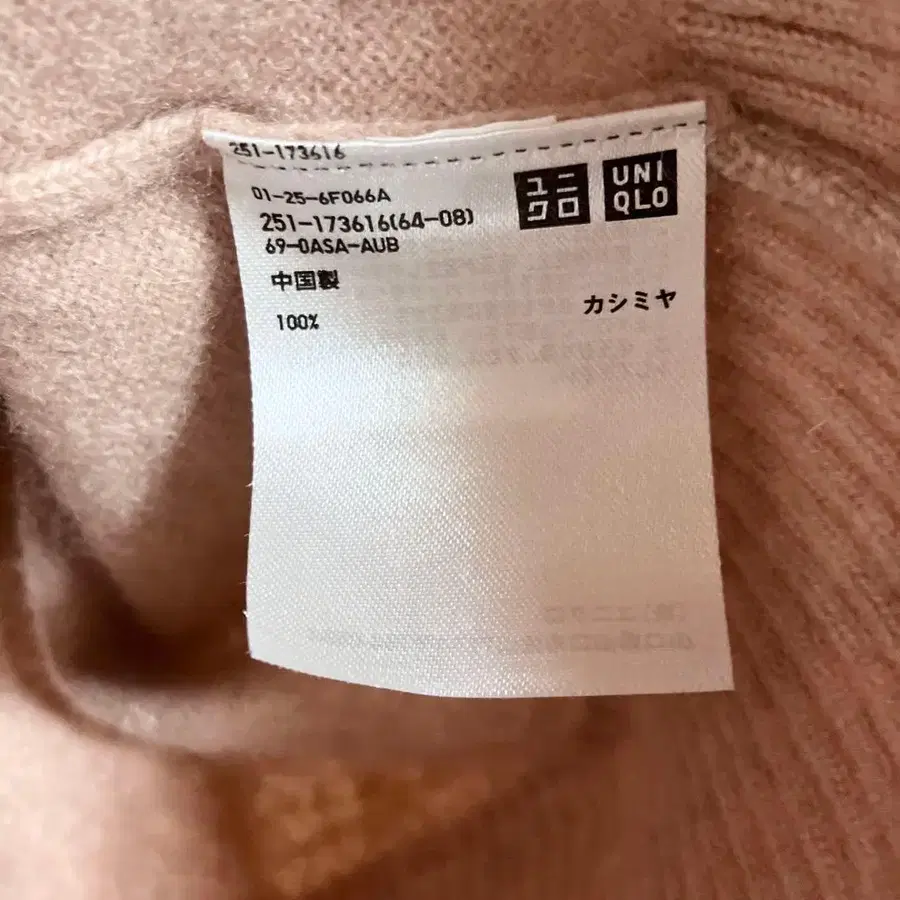 251-173616
01-25-6F066A
251-173616(64-08)
69-0ASA-AUB
ユニ
クロ
UNI
QLO
中国製
カシミヤ
100%